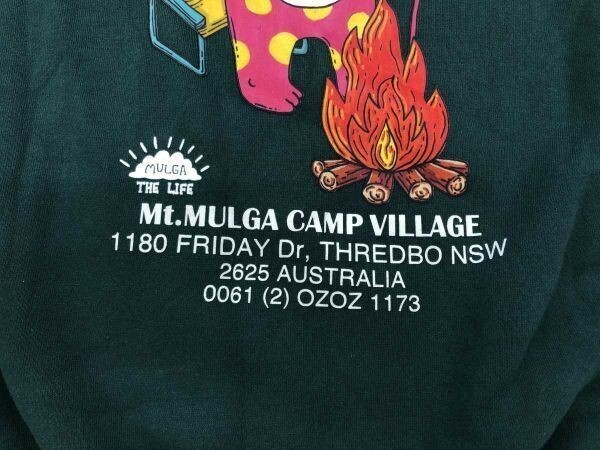 MULGA
THE LIFE
Mt.MULGA CAMP VILLAGE
1180 FRIDAY Dr, THREDBO NSW
2625 AUSTRALIA
0061 (2) OZOZ 1173